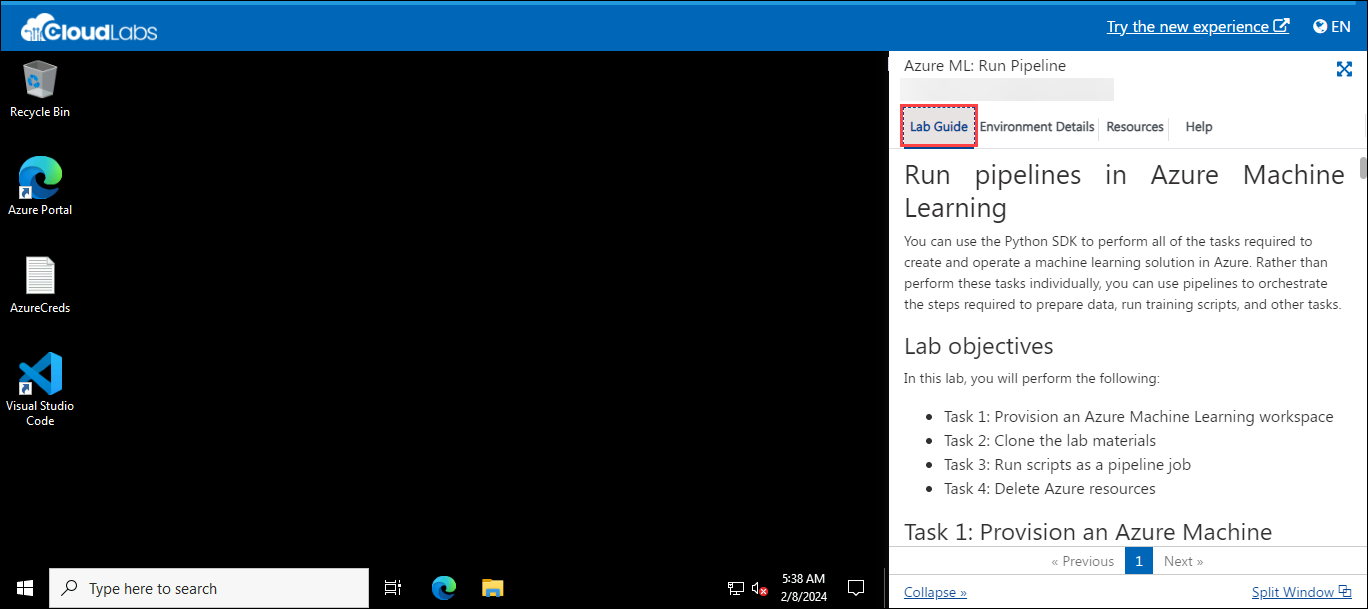 CloudLabs
Try the new experience
EN
Recycle Bin
Azure Portal
AzureCreds
Visual Studio
Code
Type here to search
5:38 AM
2/8/2024
Azure ML: Run Pipeline
Lab Guide
Environment Details
Resources
Help
Run pipelines in Azure Machine
Learning
You can use the Python SDK to perform all of the tasks required to
create and operate a machine learning solution in Azure. Rather than
perform these tasks individually, you can use pipelines to orchestrate
the steps required to prepare data, run training scripts, and other tasks.
Lab objectives
In this lab, you will perform the following:
• Task 1: Provision an Azure Machine Learning workspace
• Task 2: Clone the lab materials
• Task 3: Run scripts as a pipeline job
• Task 4: Delete Azure resources
Task 1: Provision an Azure Machine
« Previous
1
Next »
Collapse »
Split Window